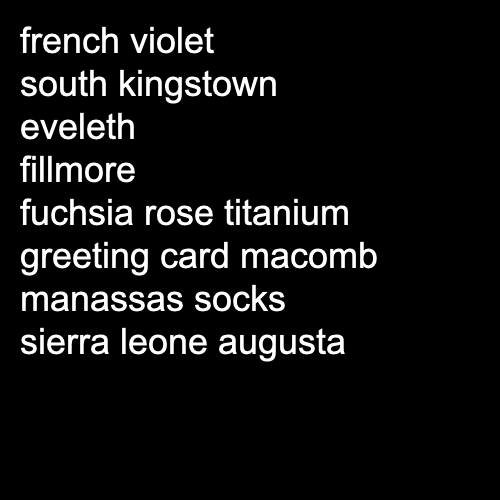 french violet
south kingstown
eveleth
fillmore
fuchsia rose titanium
greeting card macomb
manassas socks
sierra leone augusta